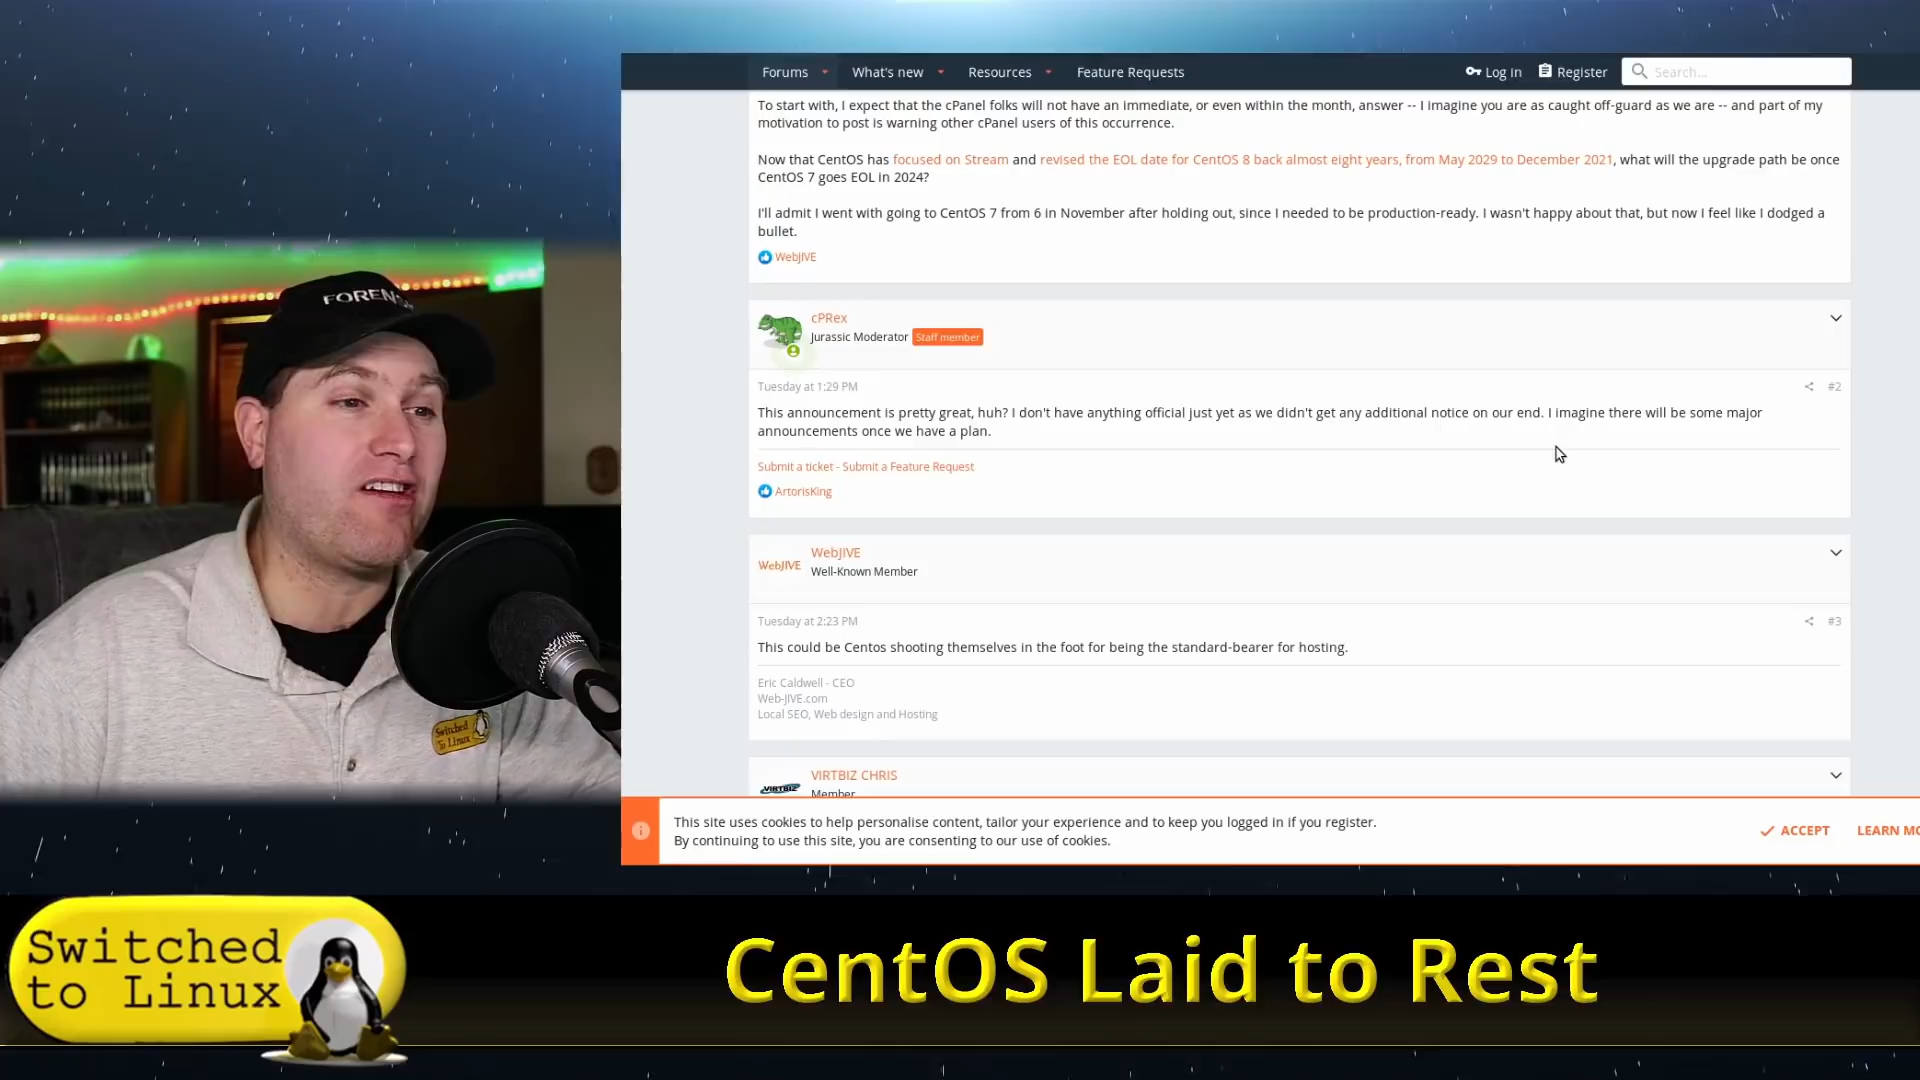 Forums
What's new
Resources
Feature Requests
Log in
Register
Search...
To start with, I expect that the cPanel folks will not have an immediate, or even within the month, answer -- I imagine you are as caught off-guard as we are -- and part of my
motivation to post is warning other cPanel users of this occurrence.
Now that CentOS has focused on Stream and revised the EOL date for CentOS 8 back almost eight years, from May 2029 to December 2021, what will the upgrade path be once
CentOS 7 goes EOL in 2024?
I'll admit I went with going to CentOS 7 from 6 in November after holding out, since I needed to be production-ready. I wasn't happy about that, but now I feel like I dodged a
bullet.
WebJIVE
cPRex
Jurassic Moderator Staff member
Tuesday at 1:29 PM
#2
This announcement is pretty great, huh? I don't have anything official just yet as we didn't get any additional notice on our end. I imagine there will be some major
announcements once we have a plan.
Submit a ticket - Submit a Feature Request
ArtorisKing
WebJIVE
WebJIVE
Well-Known Member
Tuesday at 2:23 PM
#3
This could be Centos shooting themselves in the foot for being the standard-bearer for hosting.
Eric Caldwell - CEO
Web-JIVE.com
Local SEO, Web design and Hosting
VIRTBIZ
VIRTBIZ CHRIS
Member
This site uses cookies to help personalise content, tailor your experience and to keep you logged in if you register.
By continuing to use this site, you are consenting to our use of cookies.
ACCEPT
LEARN MO
FORENS
Switched
To Linux
Switched
to Linux
CentOS Laid to Rest